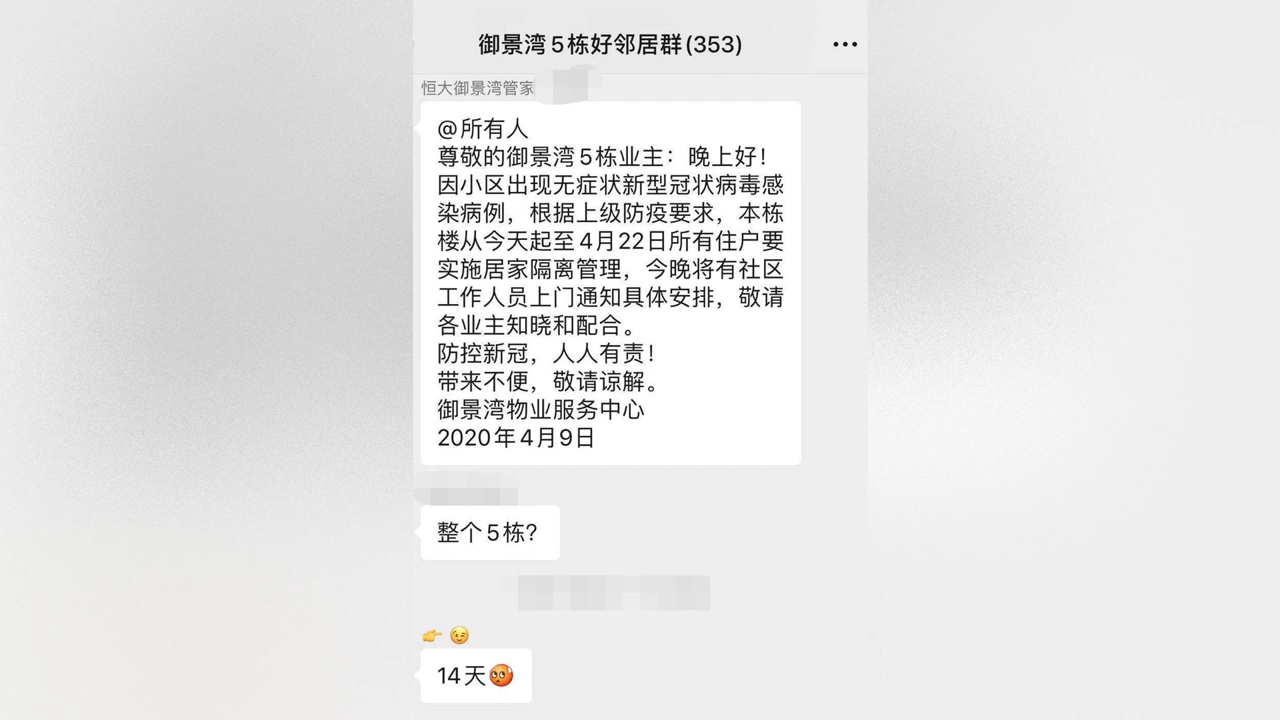 御景湾5栋好邻居群(353)
恒大御景湾管家
@所有人
尊敬的御景湾5栋业主：晚上好！
因小区出现无症状新型冠状病毒感
染病例，根据上级防疫要求，本栋
楼从今天起至4月22日所有住户要
实施居家隔离管理，今晚将有社区
工作人员上门通知具体安排，敬请
各业主知晓和配合。
防控新冠，人人有责！
带来不便，敬请谅解。
御景湾物业服务中心
2020年4月9日
整个5栋？
👉 😉
14天🥵